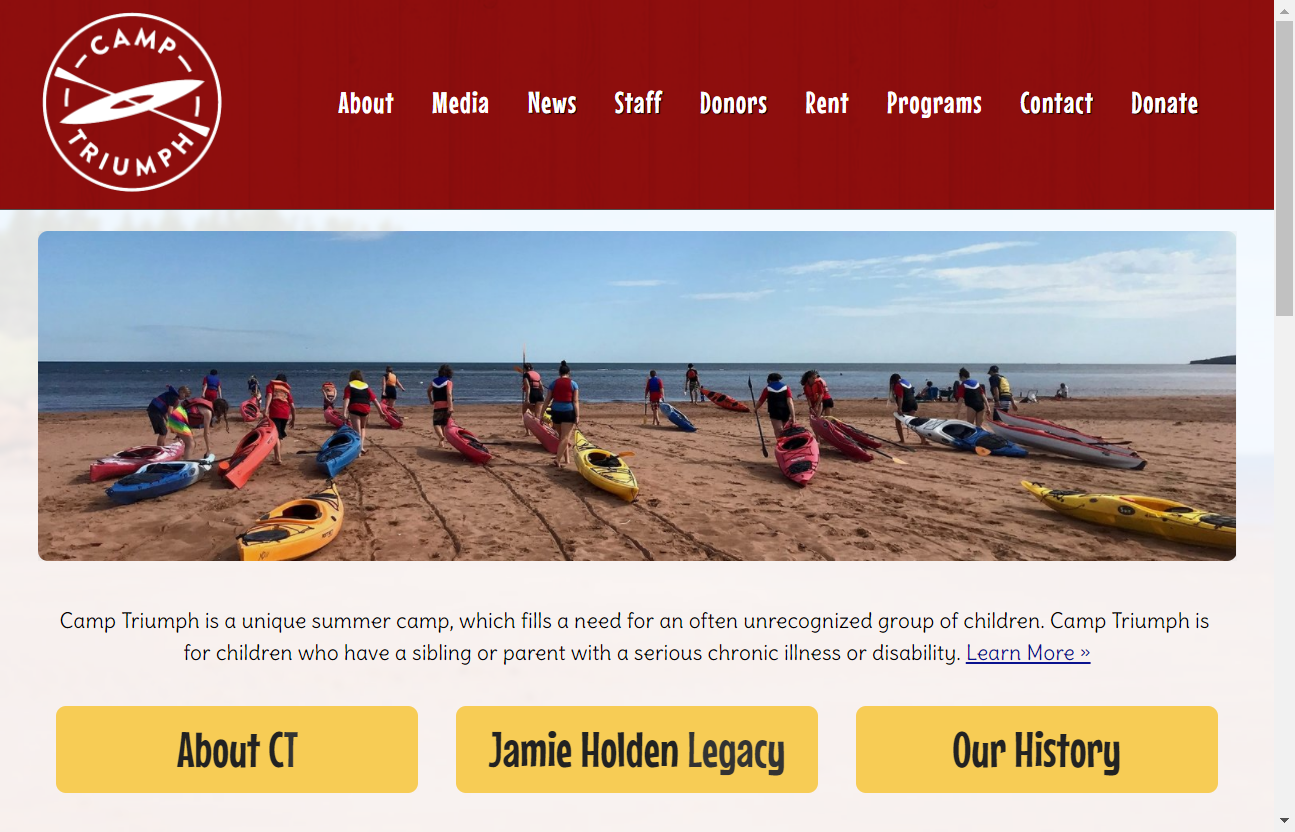 CAMP
TRIUMPH
About Media News Staff Donors Rent Programs Contact Donate
Camp Triumph is a unique summer camp, which fills a need for an often unrecognized group of children. Camp Triumph is
for children who have a sibling or parent with a serious chronic illness or disability. Learn More »
About CT Jamie Holden Legacy Our History